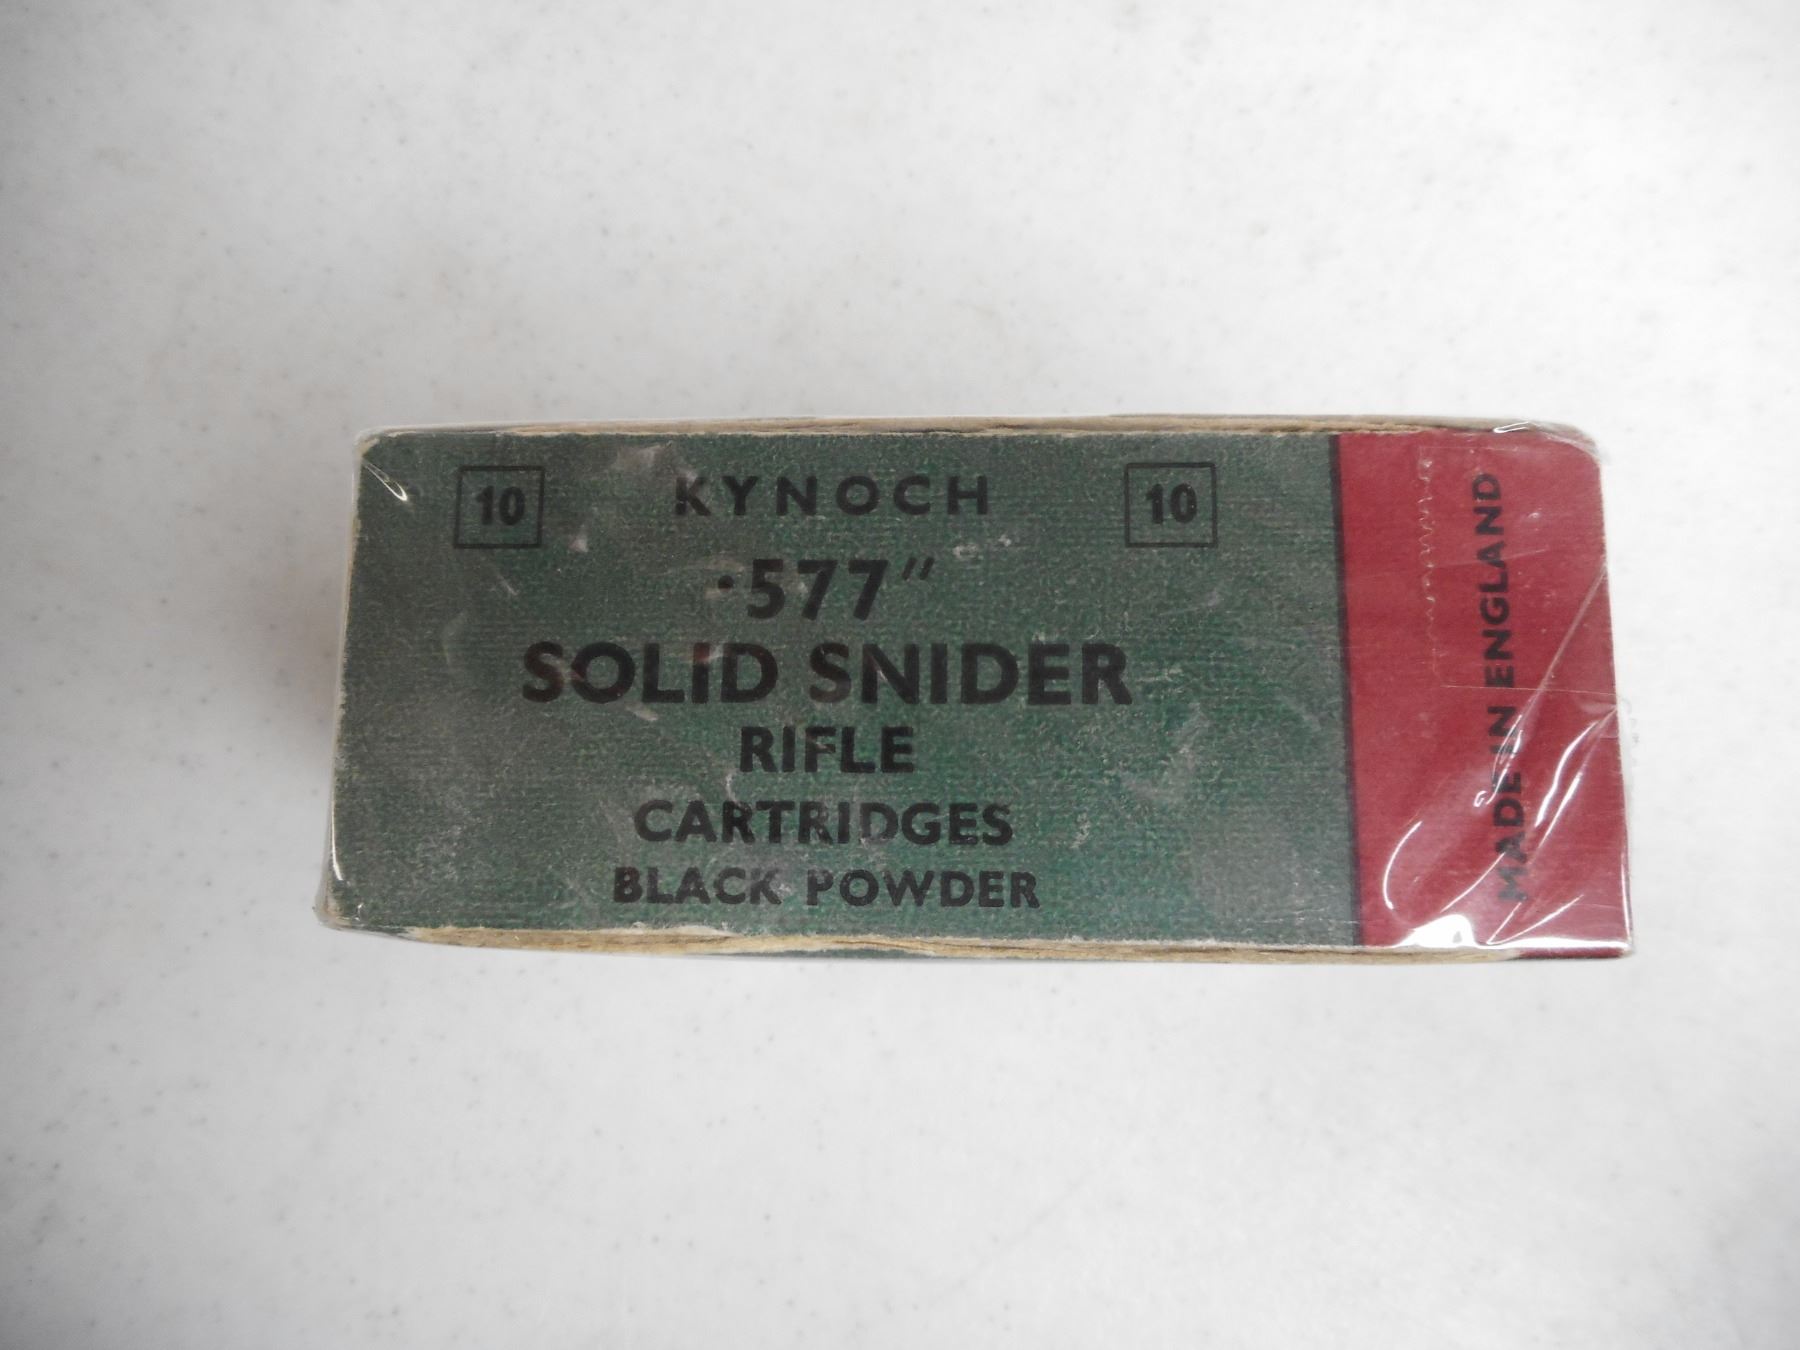 10 KYNOCH 10
·577"
SOLID SNIDER
RIFLE
CARTRIDGES
BLACK POWDER
MADE IN ENGLAND